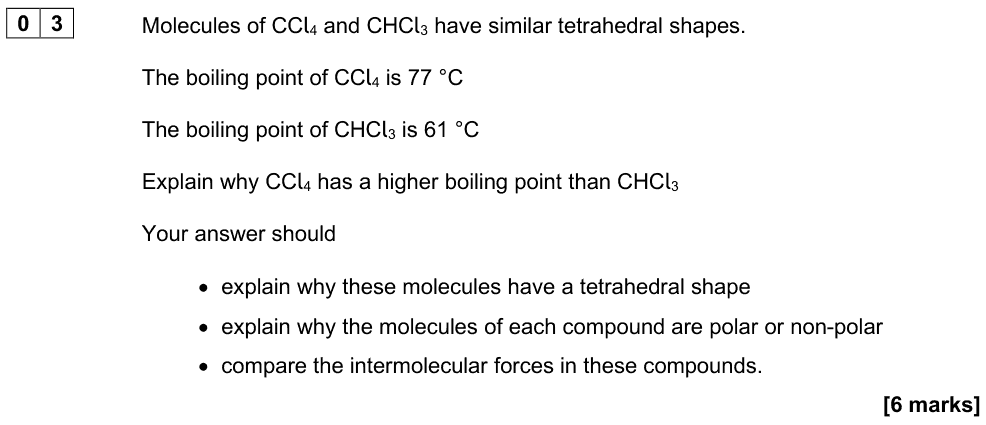 0 3 Molecules of CCl₄ and CHCl₃ have similar tetrahedral shapes.
The boiling point of CCl₄ is 77 °C
The boiling point of CHCl₃ is 61 °C
Explain why CCl₄ has a higher boiling point than CHCl₃
Your answer should
• explain why these molecules have a tetrahedral shape
• explain why the molecules of each compound are polar or non-polar
• compare the intermolecular forces in these compounds.
[6 marks]